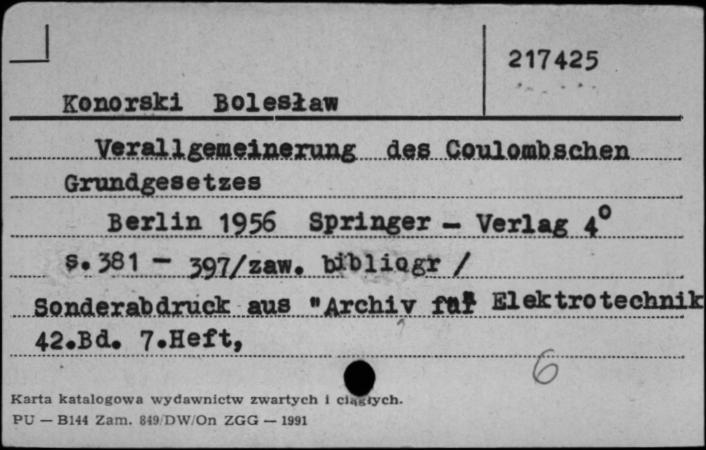 217425
Konorski Bolesław
Verallgemeinerung des Coulombschen
Grundgesetzes
Berlin 1956 Springer - Verlag 4°
s. 381 - 397/zaw. bibliogr /
Sonderabdruck aus "Archiv für Elektrotechnik
42.Bd. 7.Heft,
6
Karta katalogowa wydawnictw zwartych i ciągłych.
PU — B144 Zam. 849/DW/On ZGG — 1991